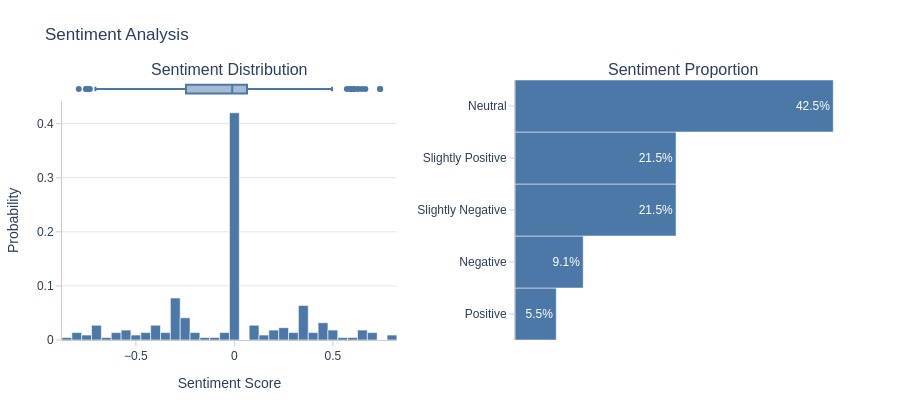 Sentiment Analysis
Sentiment Distribution
Probability
0.4
0.3
0.2
0.1
0
−0.5
0
0.5
Sentiment Score
Sentiment Proportion
Neutral
42.5%
Slightly Positive
21.5%
Slightly Negative
21.5%
Negative
9.1%
Positive
5.5%